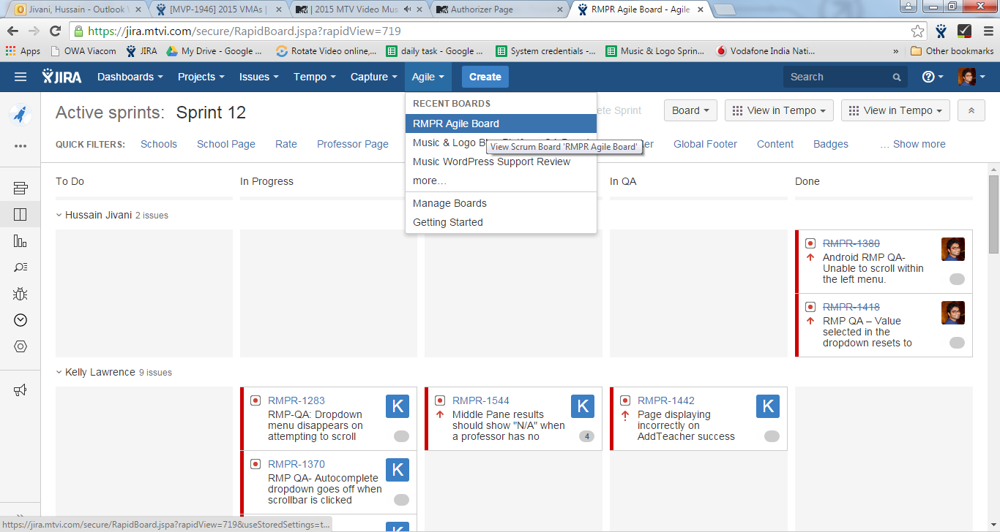 Jivani, Hussain - Outlook
[MVP-1946] 2015 VMAs |
| 2015 MTV Video Mus
Authorizer Page
RMPR Agile Board - Agile
https://jira.mtvi.com/secure/RapidBoard.jspa?rapidView=719
Apps
OWA Viacom
JIRA
My Drive - Google ...
Rotate Video online,...
daily task - Google ...
System credentials -...
Music & Logo Sprin...
Vodafone India Nati...
»
Other bookmarks
JIRA
Dashboards
Projects
Issues
Tempo
Capture
Agile
Create
Search
Active sprints: Sprint 12
ete Sprint
Board
View in Tempo
View in Tempo
QUICK FILTERS:
Schools
School Page
Rate
Professor Page
er
Global Footer
Content
Badges
... Show more
RECENT BOARDS
RMPR Agile Board
Music & Logo B
View Scrum Board 'RMPR Agile Board'
Music WordPress Support Review
more...
Manage Boards
Getting Started
To Do
In Progress
In QA
Done
Hussain Jivani 2 issues
RMPR-1380
Android RMP QA-
Unable to scroll within
the left menu.
RMPR-1418
RMP QA – Value
selected in the
dropdown resets to
Kelly Lawrence 9 issues
RMPR-1283
RMP-QA: Dropdown
menu disappears on
attempting to scroll
K
RMPR-1544
Middle Pane results
should show "N/A" when
a professor has no
K
4
RMPR-1442
Page displaying
incorrectly on
AddTeacher success
K
RMPR-1370
RMP QA- Autocomplete
dropdown goes off when
scrollbar is clicked
K
https://jira.mtvi.com/secure/RapidBoard.jspa?rapidView=719&useStoredSettings=t...